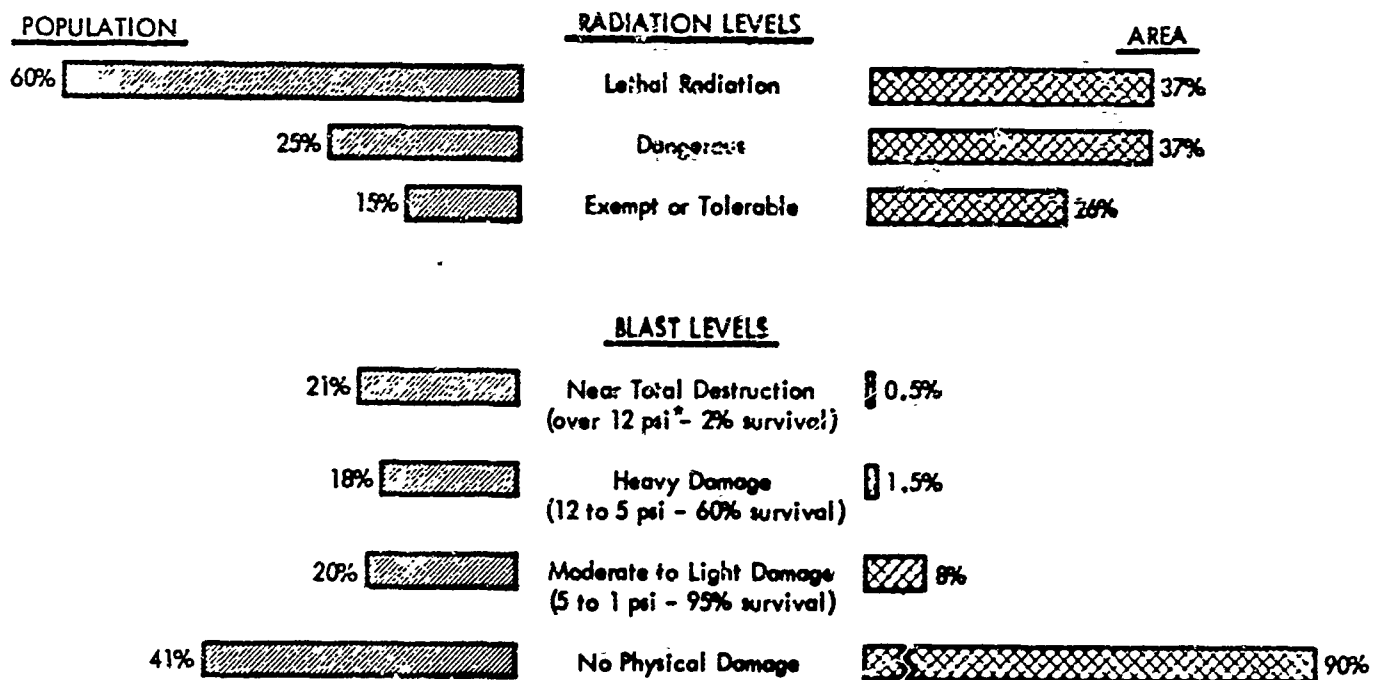 POPULATION RADIATION LEVELS AREA
60% Lethal Radiation 37%
25% Dangerous 37%
15% Exempt or Tolerable 26%
BLAST LEVELS
21% Near Total Destruction 0.5%
(over 12 psi*- 2% survival)
18% Heavy Damage 1.5%
(12 to 5 psi - 60% survival)
20% Moderate to Light Damage 8%
(5 to 1 psi - 95% survival)
41% No Physical Damage 90%